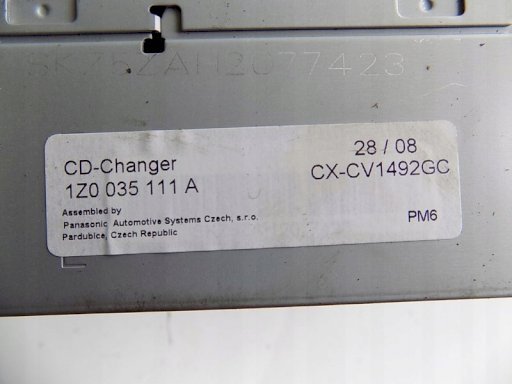 SKZ5ZAH2077423
CD-Changer
1Z0 035 111 A
28 / 08
CX-CV1492GC
Assembled by
Panasonic Automotive Systems Czech, s.r.o.
Pardubice, Czech Republic
PM6